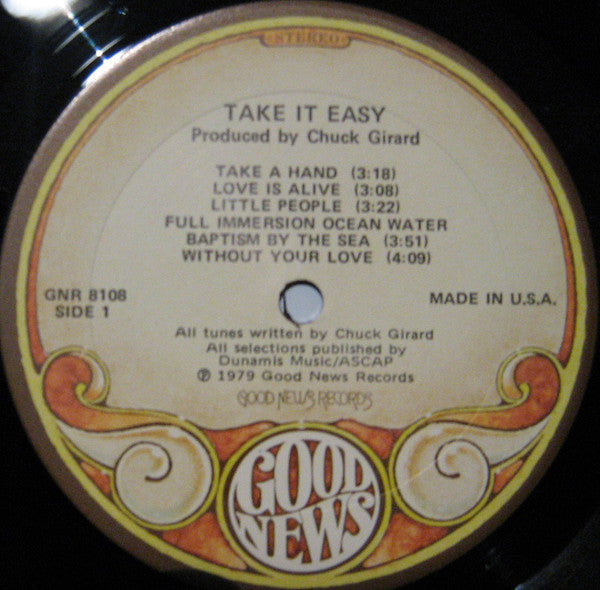 STEREO
TAKE IT EASY
Produced by Chuck Girard
TAKE A HAND (3:18)
LOVE IS ALIVE (3:08)
LITTLE PEOPLE (3:22)
FULL IMMERSION OCEAN WATER
BAPTISM BY THE SEA (3:51)
WITHOUT YOUR LOVE (4:09)
GNR 8108
SIDE 1
MADE IN U.S.A.
All tunes written by Chuck Girard
All selections published by
Dunamis Music/ASCAP
℗ 1979 Good News Records
GOOD NEWS RECORDS
GOOD
NEWS